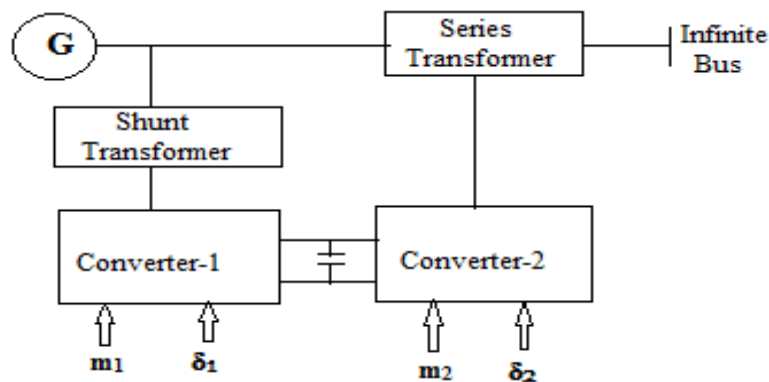 G
Series
Transformer
Infinite
Bus
Shunt
Transformer
Converter-1
Converter-2
m₁
δ₁
m₂
δ₂